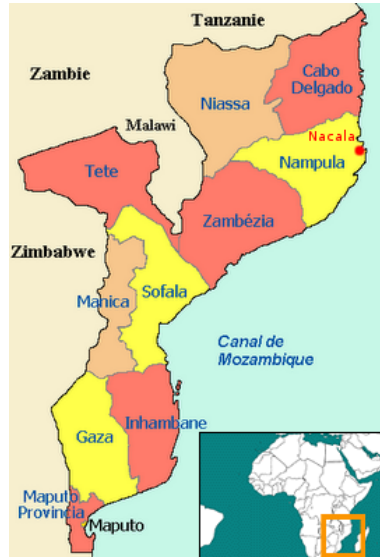 Tanzanie
Zambie
Cabo
Delgado
Niassa
Malawi
Nacala
Nampula
Tete
Zambézia
Zimbabwe
Manica
Sofala
Canal de
Mozambique
Inhambane
Gaza
Maputo
Provincia
Maputo